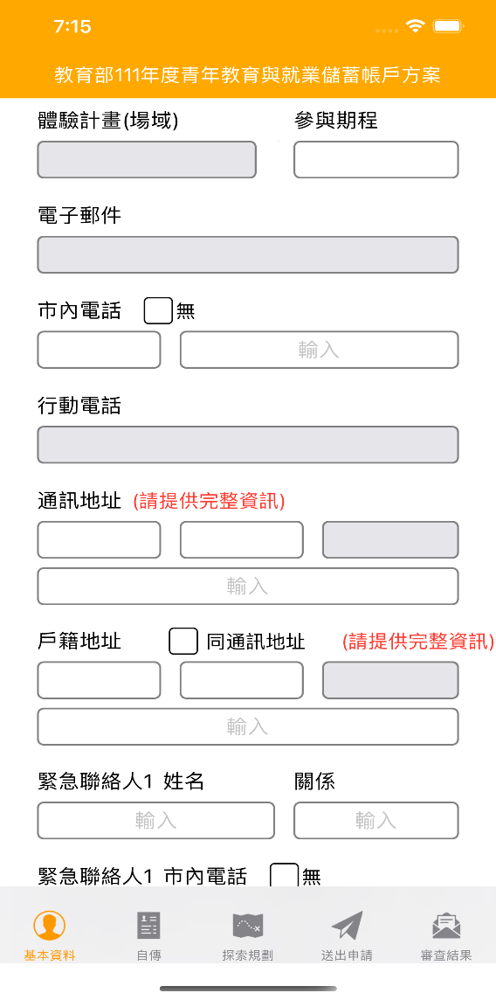 7:15
教育部111年度青年教育與就業儲蓄帳戶方案
體驗計畫(場域) 參與期程
電子郵件
市內電話 無
輸入
行動電話
通訊地址 (請提供完整資訊)
輸入
戶籍地址 同通訊地址 (請提供完整資訊)
輸入
緊急聯絡人1 姓名 關係
輸入 輸入
緊急聯絡人1 市內電話 無
基本資料 自傳 探索規劃 送出申請 審查結果